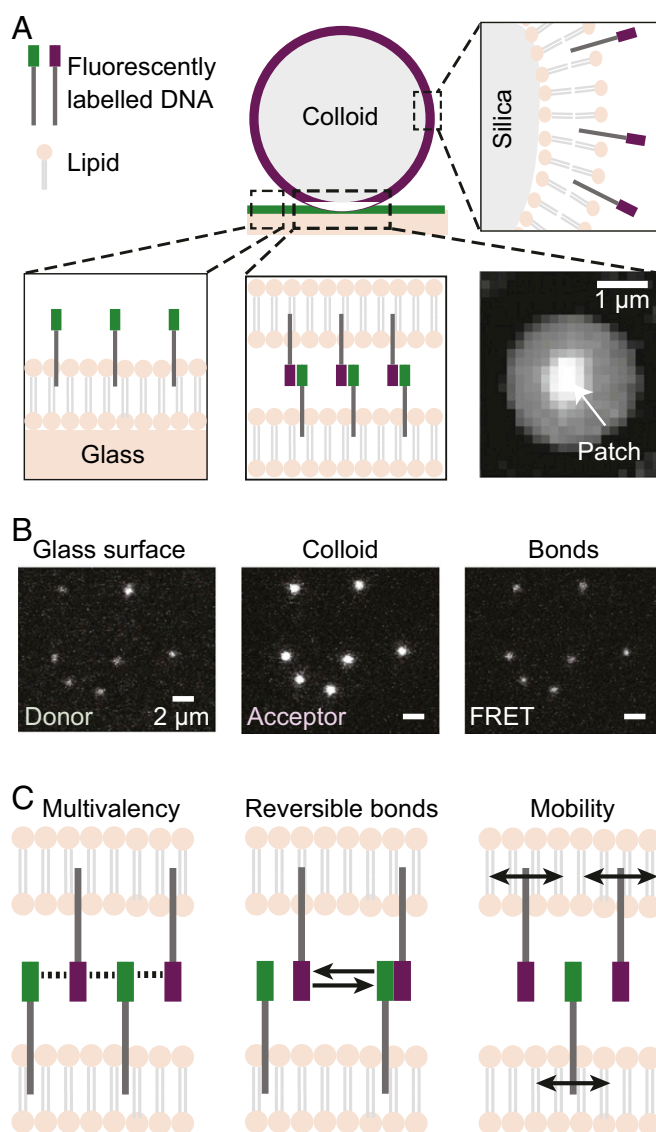 A
Fluorescently
labelled DNA
Lipid
Colloid
Silica
Glass
1 μm
Patch
B
Glass surface
Colloid
Bonds
Donor
2 μm
Acceptor
FRET
C
Multivalency
Reversible bonds
Mobility